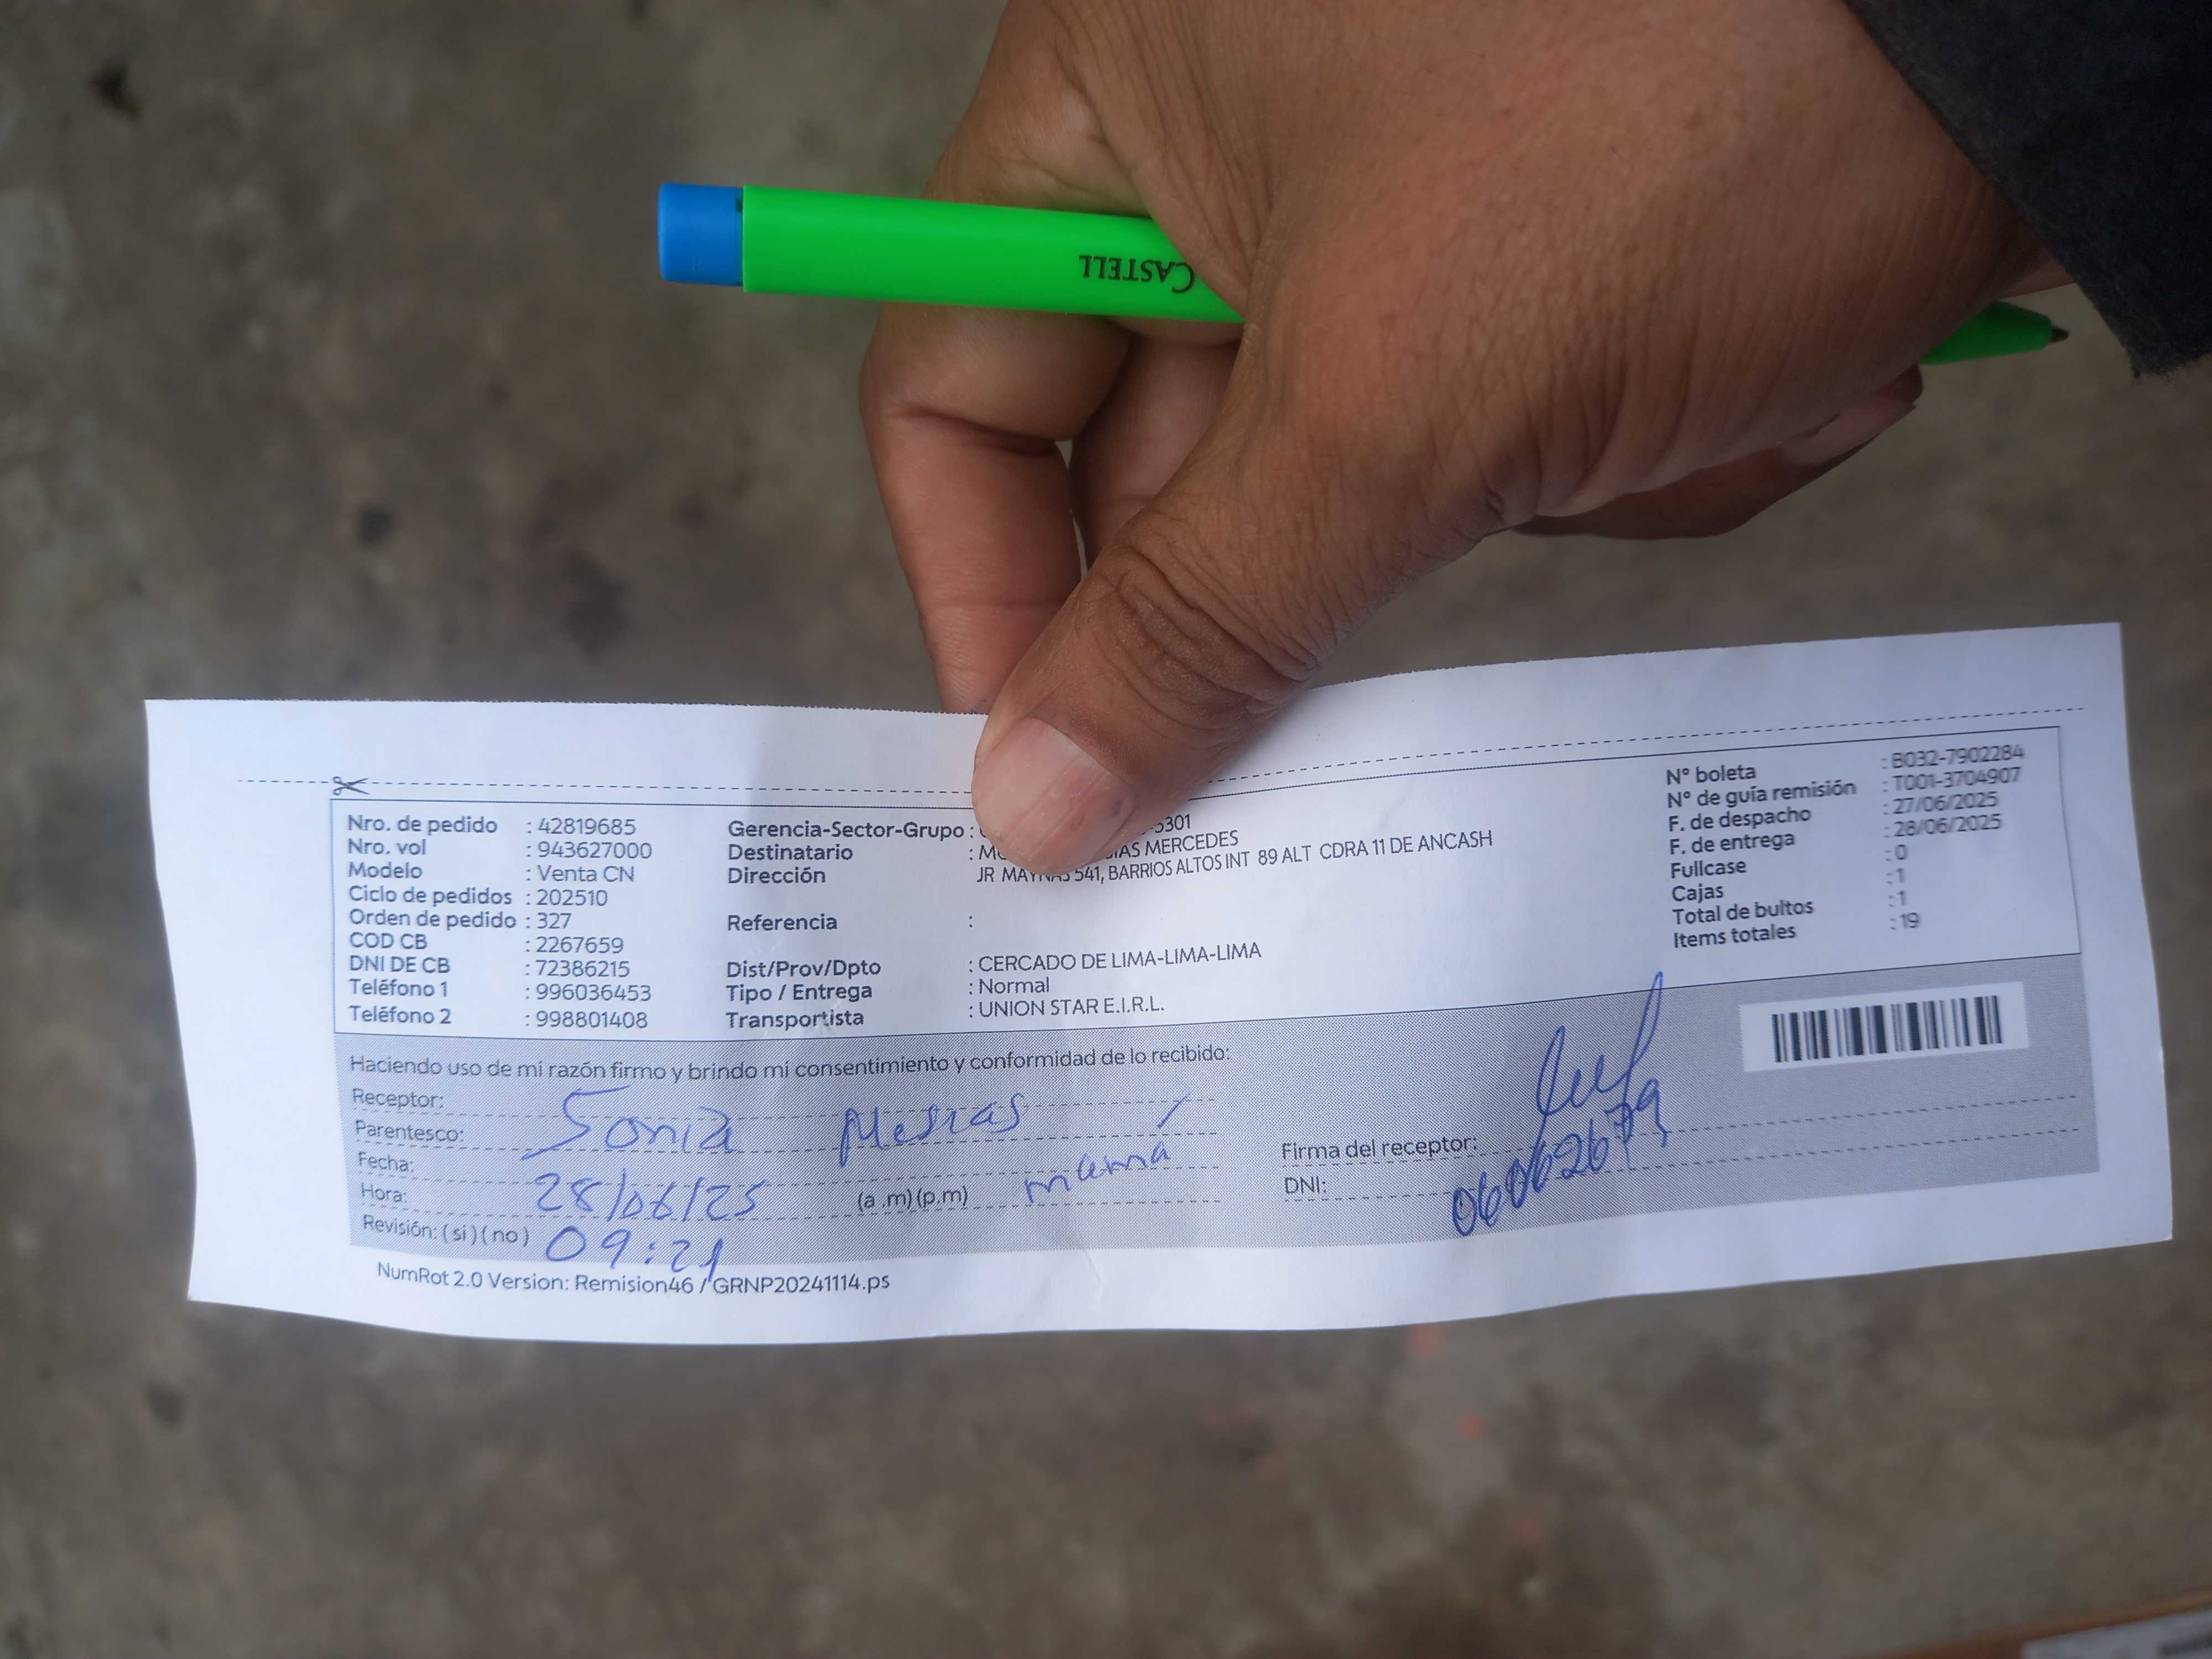 CASTELL
Nro. de pedido : 42819685
Nro. vol : 943627000
Modelo : Venta CN
Ciclo de pedidos : 202510
Orden de pedido : 327
COD CB : 2267659
DNI DE CB : 72386215
Teléfono 1 : 996036453
Teléfono 2 : 998801408
Gerencia-Sector-Grupo : 5301
Destinatario : MERCEDES
Dirección : JR MAYNAS 541, BARRIOS ALTOS INT 89 ALT CDRA 11 DE ANCASH
Referencia :
Dist/Prov/Dpto : CERCADO DE LIMA-LIMA-LIMA
Tipo / Entrega : Normal
Transportista : UNION STAR E.I.R.L.
N° boleta : B032-7902284
N° de guía remisión : T001-3704907
F. de despacho : 27/06/2025
F. de entrega : 28/06/2025
Fullcase : 0
Cajas : 1
Total de bultos : 1
Items totales : 19
Haciendo uso de mi razón firmo y brindo mi consentimiento y conformidad de lo recibido:
Receptor:
Parentesco: Sonia Mesias
Fecha: mamá
Hora: 28/06/25 (a .m) (p.m)
Revisión: ( si ) ( no ) 09:21
Firma del receptor:
DNI: 06062679
NumRot 2.0 Version: Remision46 / GRNP20241114.ps